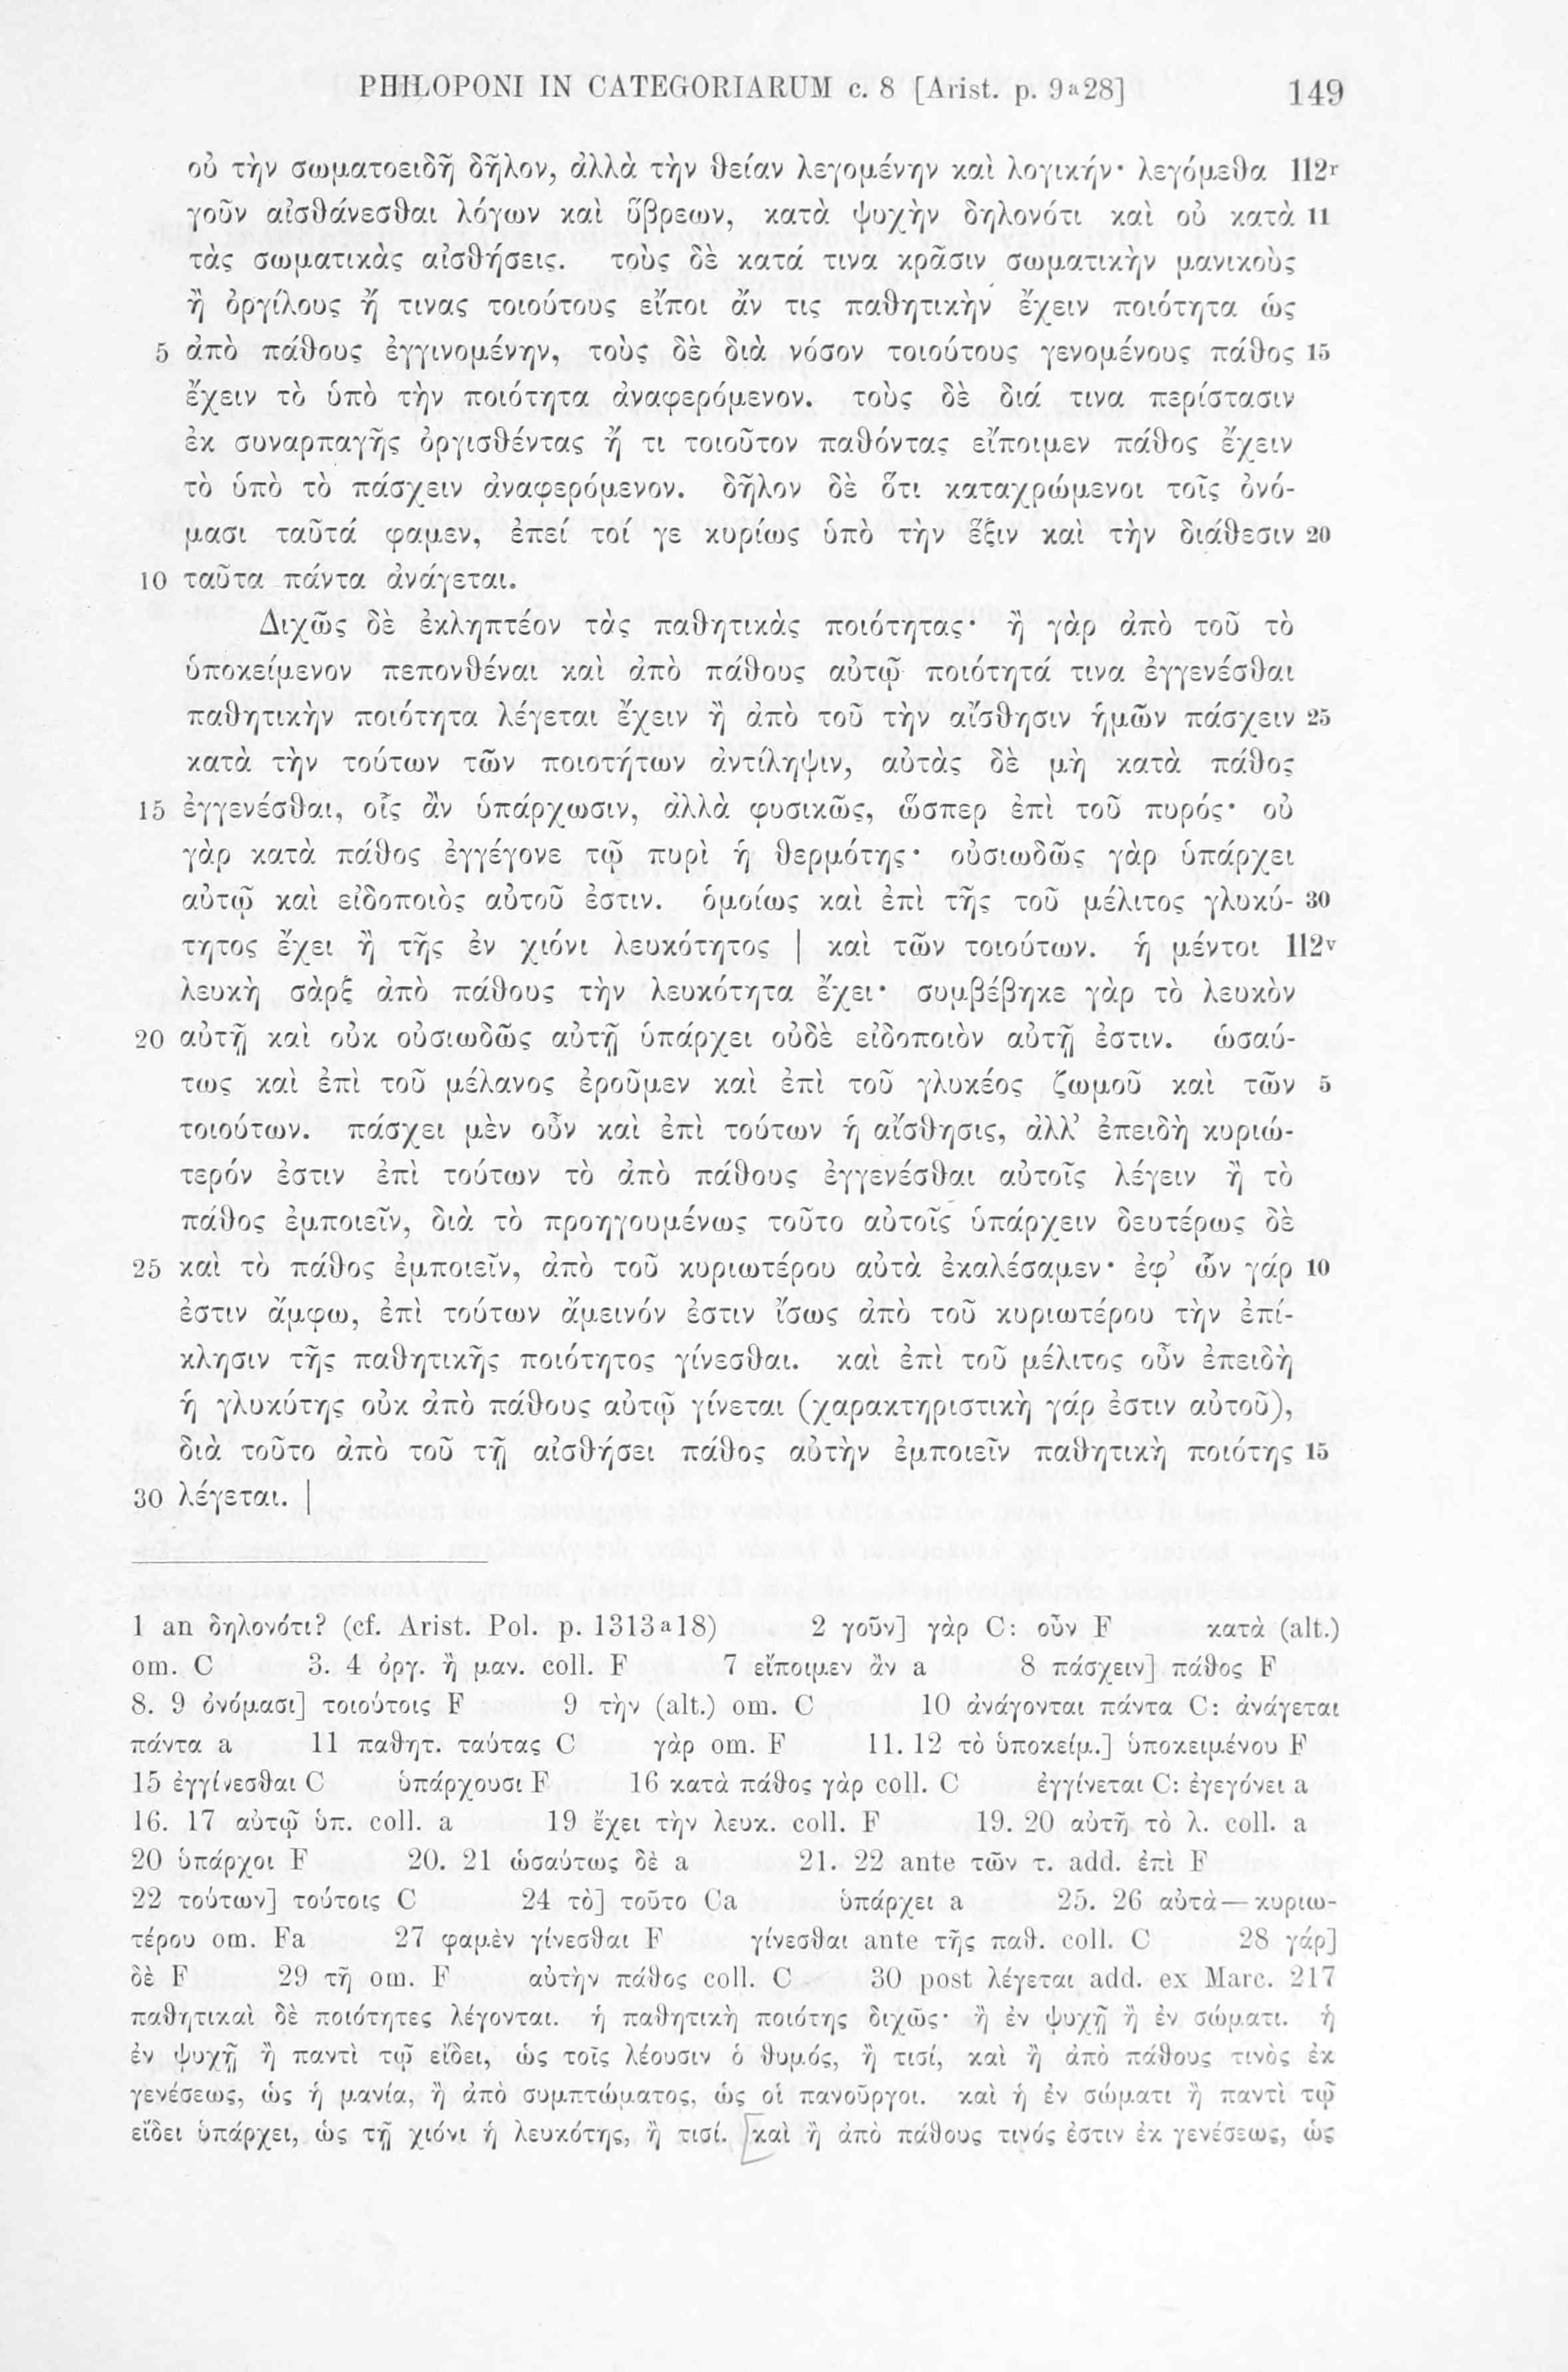 PHILOPONI IN CATEGORIARUM c. 8 [Arist. p. 9a28] 149
οὐ τὴν σωματοειδῆ δῆλον, ἀλλὰ τὴν θείαν λεγομένην καὶ λογικήν· λεγόμεθα 112r
γοῦν αἰσθάνεσθαι λόγων καὶ ὕβρεων, κατὰ ψυχὴν δηλονότι καὶ οὐ κατὰ 11
τὰς σωματικὰς αἰσθήσεις. τοὺς δὲ κατά τινα κρᾶσιν σωματικὴν μανικοὺς
ἢ ὀργίλους ἤ τινας τοιούτους εἴποι ἄν τις παθητικὴν ἔχειν ποιότητα ὡς
5 ἀπὸ πάθους ἐγγινομένην, τοὺς δὲ διὰ νόσον τοιούτους γενομένους πάθος 15
ἔχειν τὸ ὑπὸ τὴν ποιότητα ἀναφερόμενον. τοὺς δὲ διά τινα περίστασιν
ἐκ συναρπαγῆς ὀργισθέντας ἤ τι τοιοῦτον παθόντας εἴποιμεν πάθος ἔχειν
τὸ ὑπὸ τὸ πάσχειν ἀναφερόμενον. δῆλον δὲ ὅτι καταχρώμενοι τοῖς ὀνό-
μασι ταῦτά φαμεν, ἐπεί τοί γε κυρίως ὑπὸ τὴν ἕξιν καὶ τὴν διάθεσιν 20
10 ταῦτα πάντα ἀνάγεται.
Διχῶς δὲ ἐκληπτέον τὰς παθητικὰς ποιότητας· ἢ γὰρ ἀπὸ τοῦ τὸ
ὑποκείμενον πεπονθέναι καὶ ἀπὸ πάθους αὐτῷ ποιότητά τινα ἐγγενέσθαι
παθητικὴν ποιότητα λέγεται ἔχειν ἢ ἀπὸ τοῦ τὴν αἴσθησιν ἡμῶν πάσχειν 25
κατὰ τὴν τούτων τῶν ποιοτήτων ἀντίληψιν, αὐτὰς δὲ μὴ κατὰ πάθος
15 ἐγγενέσθαι, οἷς ἂν ὑπάρχωσιν, ἀλλὰ φυσικῶς, ὥσπερ ἐπὶ τοῦ πυρός· οὐ
γὰρ κατὰ πάθος ἐγγέγονε τῷ πυρὶ ἡ θερμότης· οὐσιωδῶς γὰρ ὑπάρχει
αὐτῷ καὶ εἰδοποιὸς αὐτοῦ ἐστιν. ὁμοίως καὶ ἐπὶ τῆς τοῦ μέλιτος γλυκύ- 30
τητος ἔχει ἢ τῆς ἐν χιόνι λευκότητος | καὶ τῶν τοιούτων. ἡ μέντοι 112v
λευκὴ σὰρξ ἀπὸ πάθους τὴν λευκότητα ἔχει· συμβέβηκε γὰρ τὸ λευκὸν
20 αὐτῇ καὶ οὐκ οὐσιωδῶς αὐτῇ ὑπάρχει οὐδὲ εἰδοποιὸν αὐτῇ ἐστιν. ὡσαύ-
τως καὶ ἐπὶ τοῦ μέλανος ἐροῦμεν καὶ ἐπὶ τοῦ γλυκέος ζωμοῦ καὶ τῶν 5
τοιούτων. πάσχει μὲν οὖν καὶ ἐπὶ τούτων ἡ αἴσθησις, ἀλλ’ ἐπειδὴ κυριώ-
τερόν ἐστιν ἐπὶ τούτων τὸ ἀπὸ πάθους ἐγγενέσθαι αὐτοῖς λέγειν ἢ τὸ
πάθος ἐμποιεῖν, διὰ τὸ προηγουμένως τοῦτο αὐτοῖς ὑπάρχειν δευτέρως δὲ
25 καὶ τὸ πάθος ἐμποιεῖν, ἀπὸ τοῦ κυριωτέρου αὐτὰ ἐκαλέσαμεν· ἐφ’ ὧν γάρ 10
ἐστιν ἄμφω, ἐπὶ τούτων ἄμεινόν ἐστιν ἴσως ἀπὸ τοῦ κυριωτέρου τὴν ἐπί-
κλησιν τῆς παθητικῆς ποιότητος γίνεσθαι. καὶ ἐπὶ τοῦ μέλιτος οὖν ἐπειδὴ
ἡ γλυκύτης οὐκ ἀπὸ πάθους αὐτῷ γίνεται (χαρακτηριστικὴ γάρ ἐστιν αὐτοῦ),
διὰ τοῦτο ἀπὸ τοῦ τῇ αἰσθήσει πάθος αὐτὴν ἐμποιεῖν παθητικὴ ποιότης 15
30 λέγεται. |
1 an δηλονότι? (cf. Arist. Pol. p. 1313a18) 2 γοῦν] γὰρ C: οὖν F κατὰ (alt.)
om. C 3. 4 ὀργ. ἢ μαν. coll. F 7 εἴποιμεν ἂν a 8 πάσχειν] πάθος F
8. 9 ὀνόμασι] τοιούτοις F 9 τὴν (alt.) om. C 10 ἀνάγονται πάντα C: ἀνάγεται
πάντα a 11 παθητ. ταύτας C γὰρ om. F 11. 12 τὸ ὑποκείμ.] ὑποκειμένου F
15 ἐγγίνεσθαι C ὑπάρχουσι F 16 κατὰ πάθος γὰρ coll. C ἐγγίνεται C: ἐγεγόνει a
16. 17 αὐτῷ ὑπ. coll. a 19 ἔχει τὴν λευκ. coll. F 19. 20 αὐτῇ τὸ λ. coll. a
20 ὑπάρχοι F 20. 21 ὡσαύτως δὲ a 21. 22 ante τῶν τ. add. ἐπὶ F
22 τούτων] τούτοις C 24 τὸ] τοῦτο Ca ὑπάρχει a 25. 26 αὐτὰ—κυριω-
τέρου om. Fa 27 φαμὲν γίνεσθαι F γίνεσθαι ante τῆς παθ. coll. C 28 γάρ]
δὲ F 29 τῇ om. F αὐτὴν πάθος coll. C 30 post λέγεται add. ex Marc. 217
παθητικαὶ δὲ ποιότητες λέγονται. ἡ παθητικὴ ποιότης διχῶς· ἢ ἐν ψυχῇ ἢ ἐν σώματι. ἡ
ἐν ψυχῇ ἢ παντὶ τῷ εἴδει, ὡς τοῖς λέουσιν ὁ θυμός, ἢ τισί, καὶ ἢ ἀπὸ πάθους τινὸς ἐκ
γενέσεως, ὡς ἡ μανία, ἢ ἀπὸ συμπτώματος, ὡς οἱ πανοῦργοι. καὶ ἡ ἐν σώματι ἢ παντὶ τῷ
εἴδει ὑπάρχει, ὡς τῇ χιόνι ἡ λευκότης, ἢ τισί. [καὶ ἢ ἀπὸ πάθους τινός ἐστιν ἐκ γενέσεως, ὡς